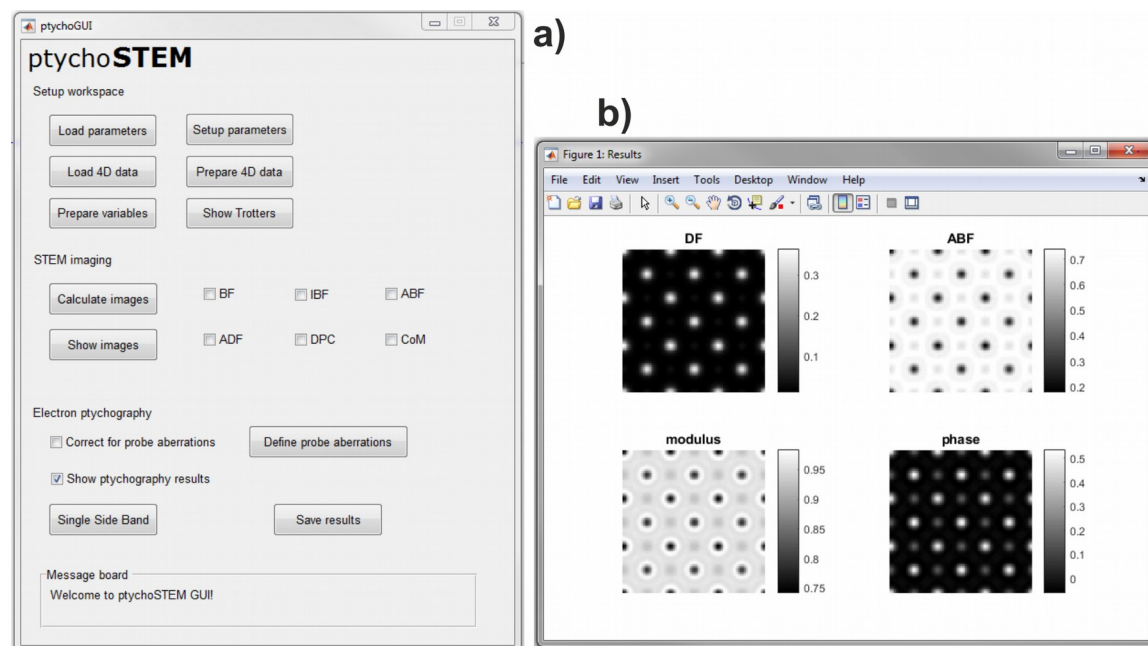 ptychoGUI
a)
ptychoSTEM
Setup workspace
Load parameters Setup parameters
Load 4D data Prepare 4D data
Prepare variables Show Trotters
STEM imaging
Calculate images BF IBF ABF
Show images ADF DPC CoM
Electron ptychography
Correct for probe aberrations Define probe aberrations
Show ptychography results
Single Side Band Save results
Message board
Welcome to ptychoSTEM GUI!
b)
Figure 1: Results
File Edit View Insert Tools Desktop Window Help
DF
0.3
0.2
0.1
ABF
0.7
0.6
0.5
0.4
0.3
0.2
modulus
0.95
0.9
0.85
0.8
0.75
phase
0.5
0.4
0.3
0.2
0.1
0